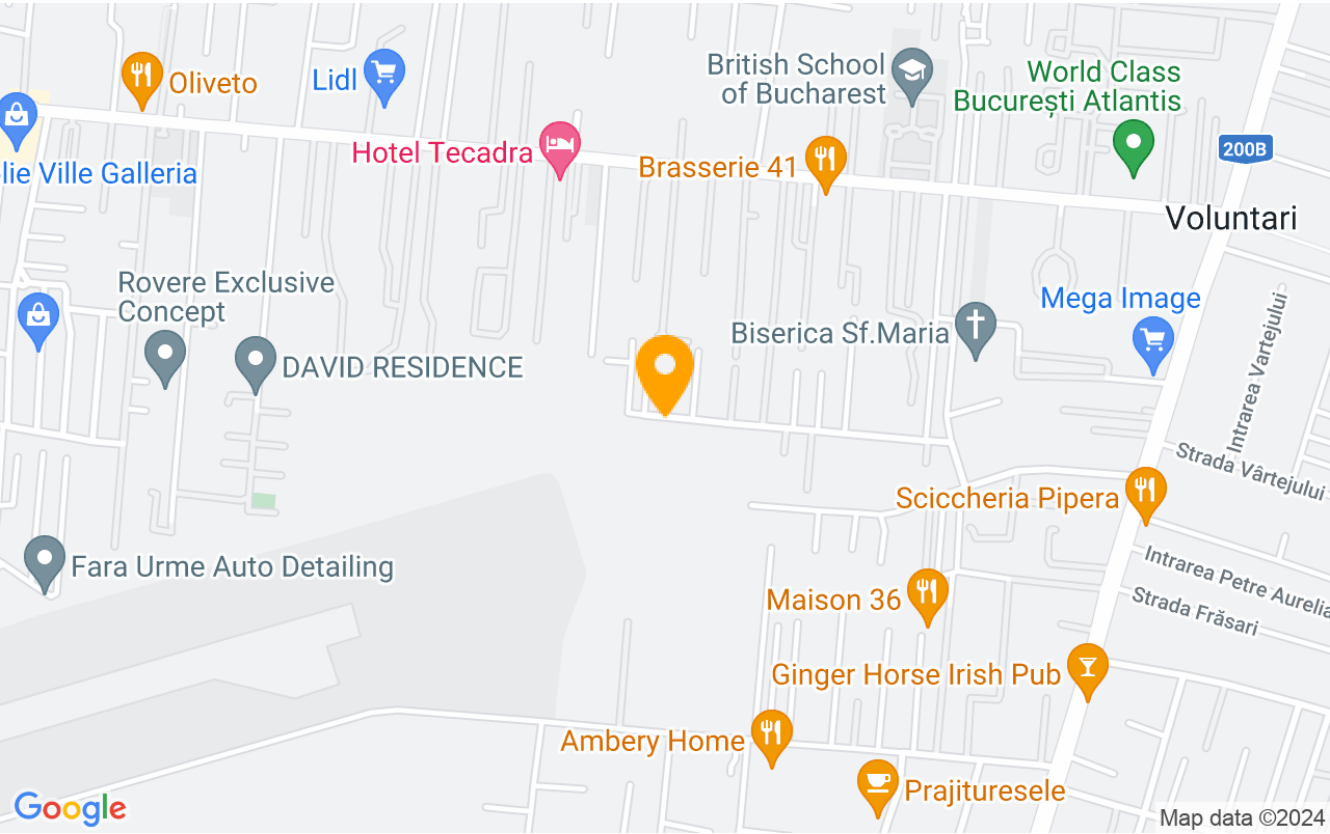 Oliveto
Lidl
British School
of Bucharest
World Class
București Atlantis
200B
Hotel Tecadra
Brasserie 41
lie Ville Galleria
Voluntari
Rovere Exclusive
Concept
Mega Image
Biserica Sf.Maria
DAVID RESIDENCE
Intrarea Vartejului
Strada Vârtejului
Sciccheria Pipera
Fara Urme Auto Detailing
Intrarea Petre Aurelia
Maison 36
Strada Frăsari
Ginger Horse Irish Pub
Ambery Home
Prajituresele
Google
Map data ©2024